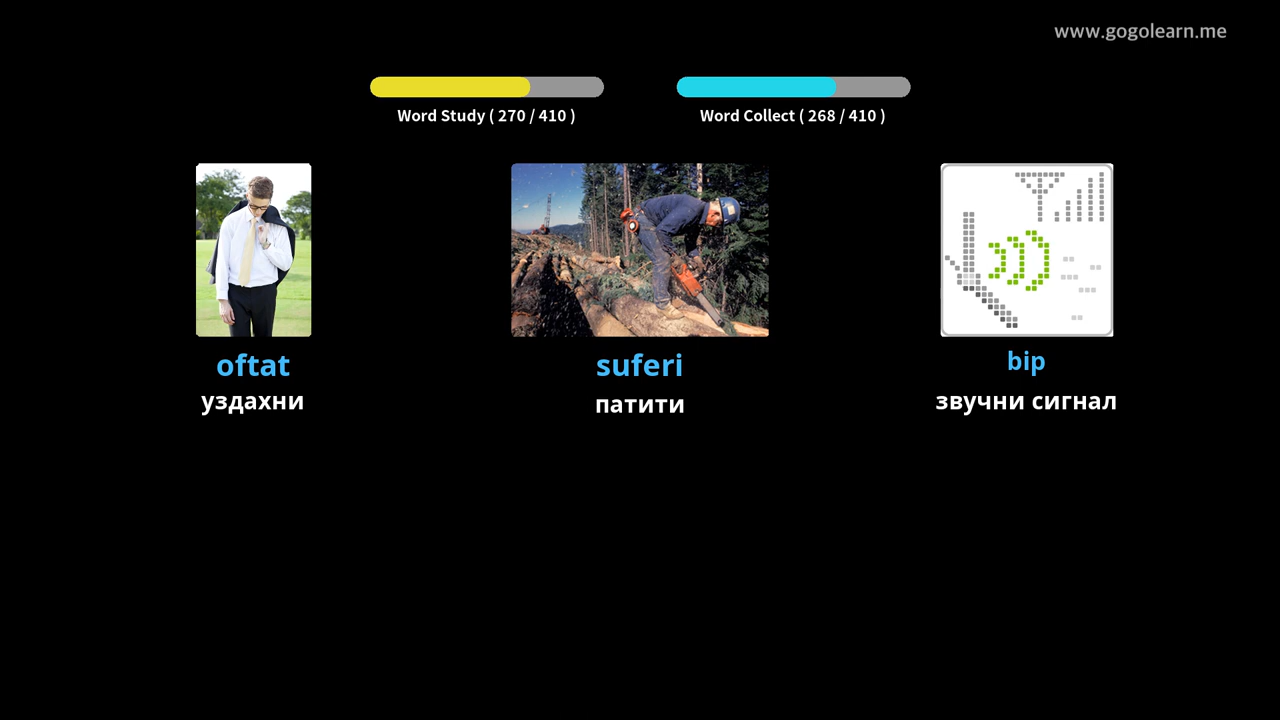 www.gogolearn.me
Word Study ( 270 / 410 )
Word Collect ( 268 / 410 )
oftat
suferi
bip
уздахни
патити
звучни сигнал